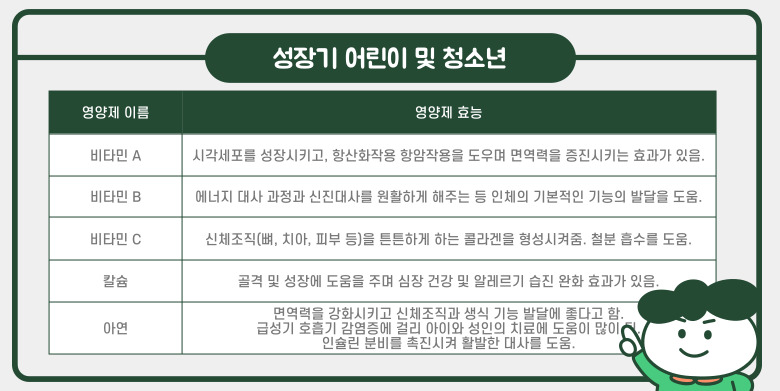 성장기 어린이 및 청소년
영양제 이름 영양제 효능
비타민 A 시각세포를 성장시키고, 항산화작용 항암작용을 도우며 면역력을 증진시키는 효과가 있음.
비타민 B 에너지 대사 과정과 신진대사를 원활하게 해주는 등 인체의 기본적인 기능의 발달을 도움.
비타민 C 신체조직(뼈, 치아, 피부 등)을 튼튼하게 하는 콜라겐을 형성시켜줌. 철분 흡수를 도움.
칼슘 골격 및 성장에 도움을 주며 심장 건강 및 알레르기 습진 완화 효과가 있음.
아연 면역력을 강화시키고 신체조직과 생식 기능 발달에 좋다고 함.
급성기 호흡기 감염증에 걸리 아이와 성인의 치료에 도움이 많이
인슐린 분비를 촉진시켜 활발한 대사를 도움.